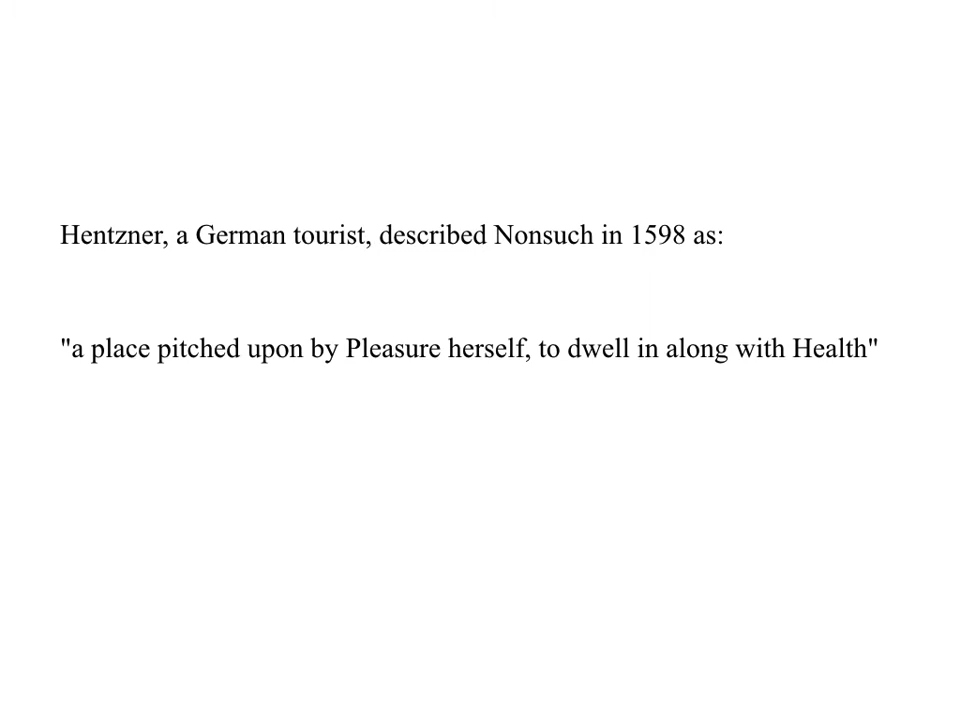 Hentzner, a German tourist, described Nonsuch in 1598 as:
"a place pitched upon by Pleasure herself, to dwell in along with Health"